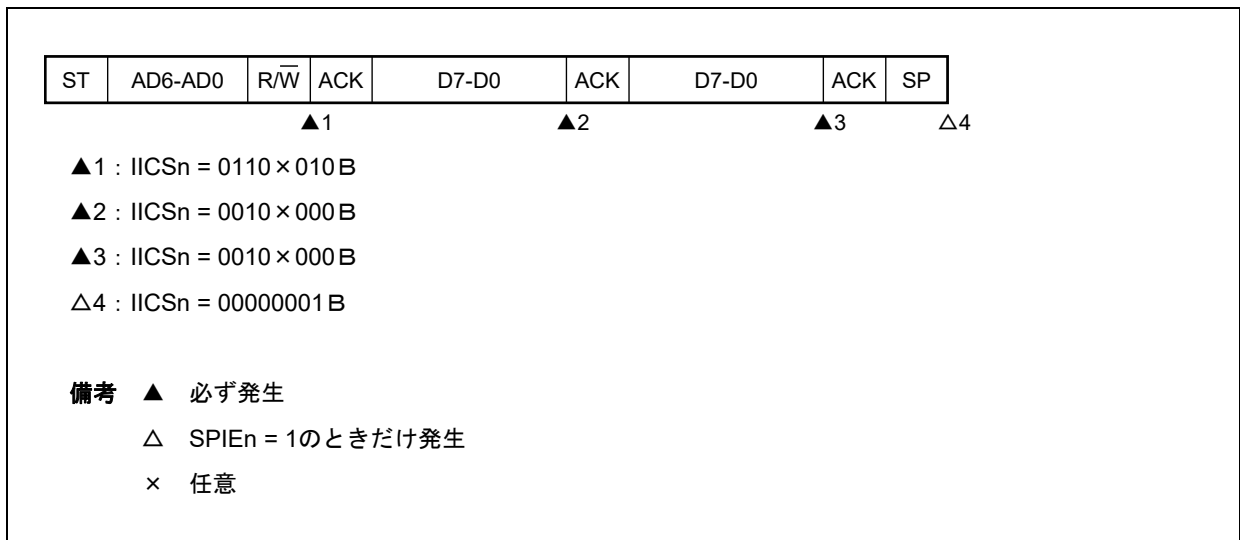 ST AD6-AD0 R/W̅ ACK D7-D0 ACK D7-D0 ACK SP
▲1 ▲2 ▲3 △4
▲1：IICSn = 0110×010B
▲2：IICSn = 0010×000B
▲3：IICSn = 0010×000B
△4：IICSn = 00000001B
備考 ▲ 必ず発生
△ SPIEn = 1のときだけ発生
× 任意